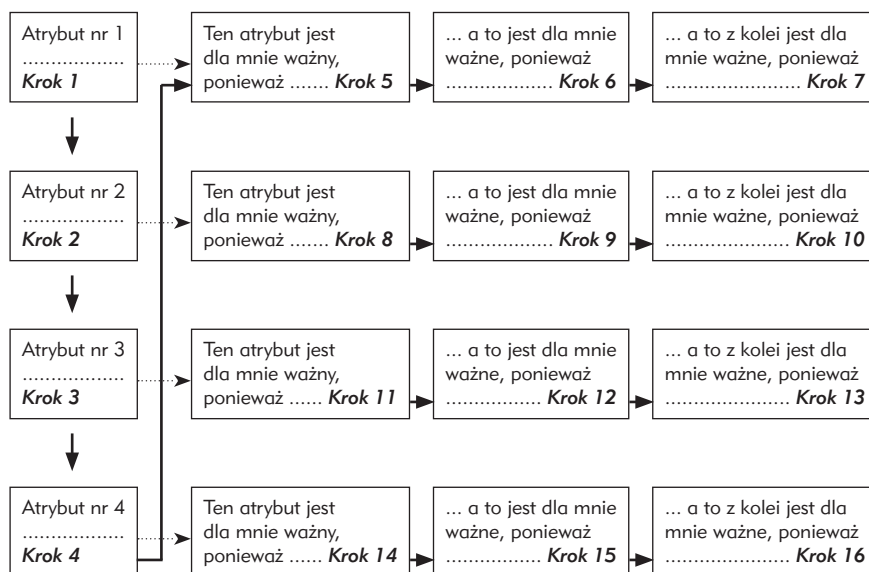 Atrybut nr 1
..................
Krok 1
Ten atrybut jest
dla mnie ważny,
ponieważ ....... Krok 5
... a to jest dla mnie
ważne, ponieważ
................... Krok 6
... a to z kolei jest dla
mnie ważne, ponieważ
........................ Krok 7
Atrybut nr 2
..................
Krok 2
Ten atrybut jest
dla mnie ważny,
ponieważ ....... Krok 8
... a to jest dla mnie
ważne, ponieważ
................... Krok 9
... a to z kolei jest dla
mnie ważne, ponieważ
...................... Krok 10
Atrybut nr 3
..................
Krok 3
Ten atrybut jest
dla mnie ważny,
ponieważ ...... Krok 11
... a to jest dla mnie
ważne, ponieważ
................. Krok 12
... a to z kolei jest dla
mnie ważne, ponieważ
...................... Krok 13
Atrybut nr 4
..................
Krok 4
Ten atrybut jest
dla mnie ważny,
ponieważ ...... Krok 14
... a to jest dla mnie
ważne, ponieważ
................. Krok 15
... a to z kolei jest dla
mnie ważne, ponieważ
...................... Krok 16